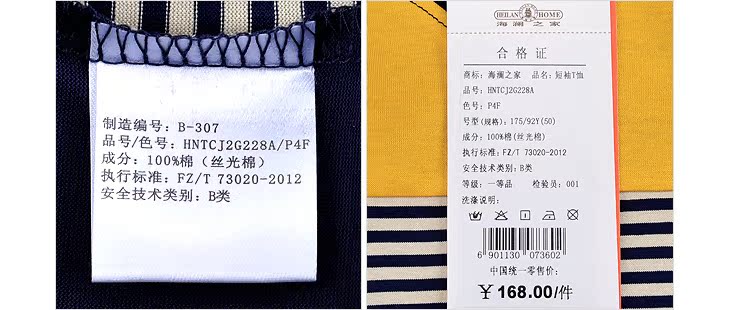 制造编号: B-307
品号/色号: HNTCJ2G228A/P4F
成分: 100%棉 (丝光棉)
执行标准: FZ/T 73020-2012
安全技术类别: B类
HEILAN HOME
海澜之家
合格证
商标: 海澜之家 品名: 短袖T恤
品号: HNTCJ2G228A
色号: P4F
号型(规格): 175/92Y(50)
成分: 100%棉(丝光棉)
执行标准: FZ/T 73020-2012
安全技术类别: B类
等级: 一等品 检验员: 001
洗涤说明:
6 901130 073602
中国统一零售价:
¥ 168.00/件